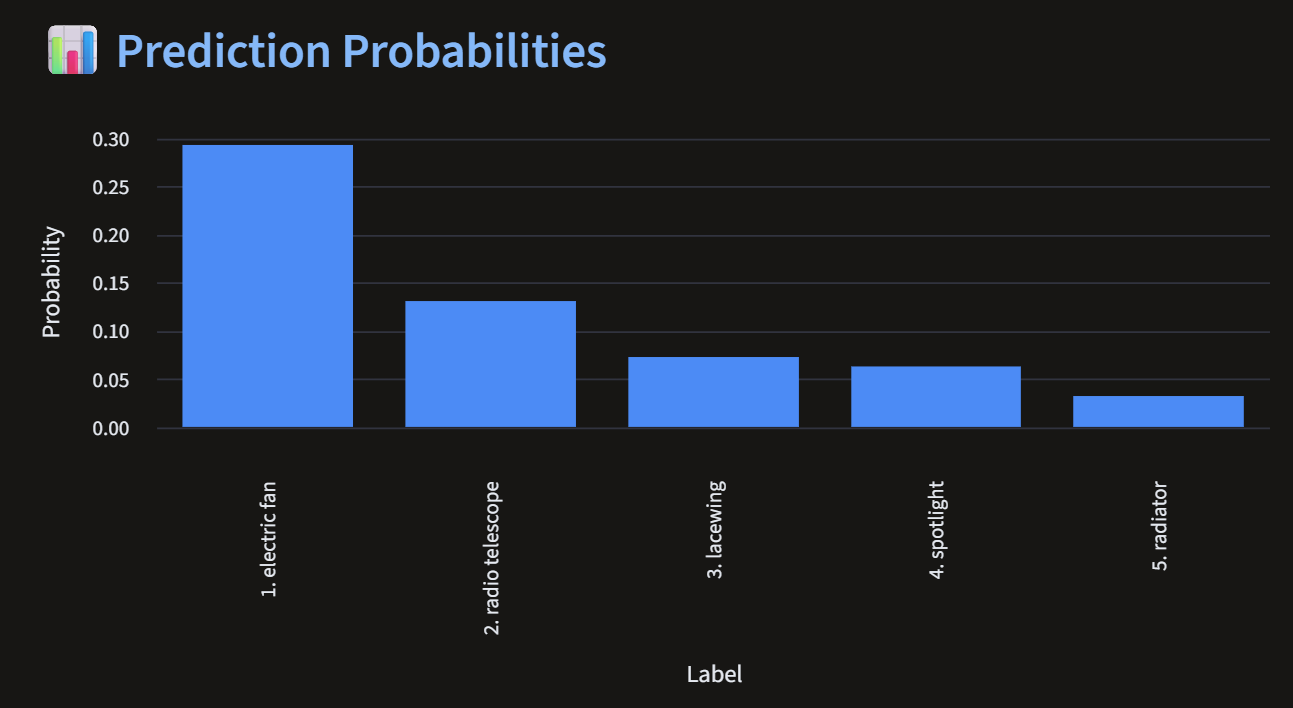 Prediction Probabilities
0.30
0.25
0.20
0.15
0.10
0.05
0.00
Probability
1. electric fan
2. radio telescope
3. lacewing
4. spotlight
5. radiator
Label